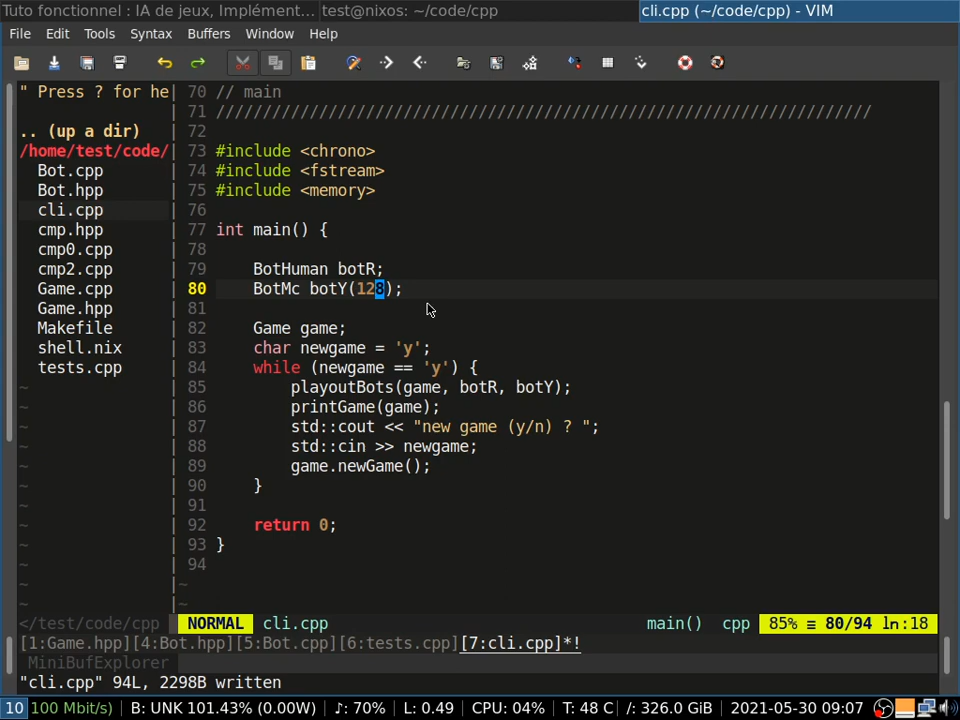 Tuto fonctionnel : IA de jeux, Implément...
test@nixos: ~/code/cpp
cli.cpp (~/code/cpp) - VIM
File Edit Tools Syntax Buffers Window Help
" Press ? for he
.. (up a dir)
/home/test/code/
Bot.cpp
Bot.hpp
cli.cpp
cmp.hpp
cmp0.cpp
cmp2.cpp
Game.cpp
Game.hpp
Makefile
shell.nix
tests.cpp
~
~
~
~
~
~
~
~
~
~
~
~
70 // main
71 //////////////////////////////////////////////////////////////////////
72
73 #include <chrono>
74 #include <fstream>
75 #include <memory>
76
77 int main() {
78
79     BotHuman botR;
80     BotMc botY(128);
81
82     Game game;
83     char newgame = 'y';
84     while (newgame == 'y') {
85         playoutBots(game, botR, botY);
86         printGame(game);
87         std::cout << "new game (y/n) ? ";
88         std::cin >> newgame;
89         game.newGame();
90     }
91
92     return 0;
93 }
94
~
~
</test/code/cpp NORMAL cli.cpp main() cpp 85% ≡ 80/94 ln:18
[1:Game.hpp][4:Bot.hpp][5:Bot.cpp][6:tests.cpp][7:cli.cpp]*!
MiniBufExplorer
"cli.cpp" 94L, 2298B written
10 100 Mbit/s) | B: UNK 101.43% (0.00W) | ♪: 70% | L: 0.49 | CPU: 04% | T: 48 C | /: 326.0 GiB | 2021-05-30 09:07